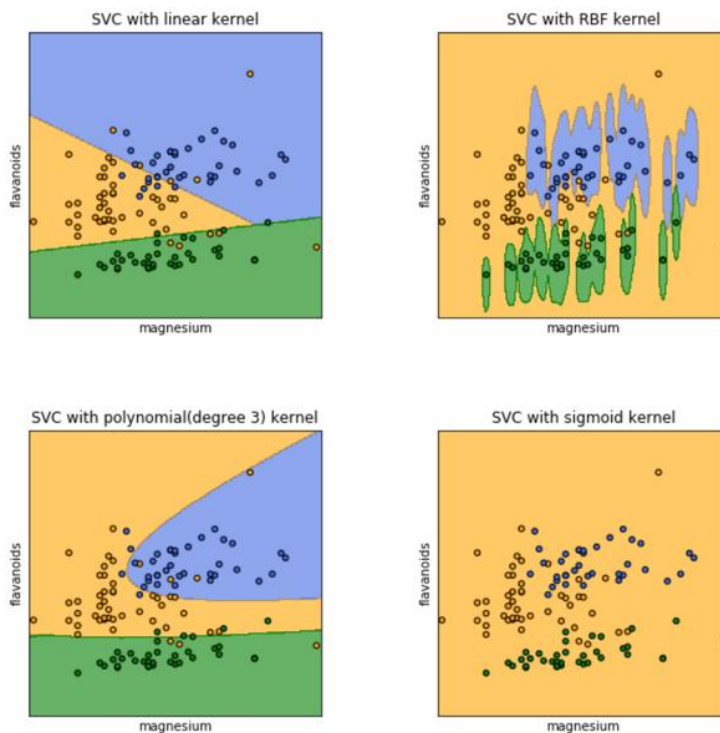 SVC with linear kernel
flavanoids
magnesium
SVC with RBF kernel
flavanoids
magnesium
SVC with polynomial(degree 3) kernel
flavanoids
magnesium
SVC with sigmoid kernel
flavanoids
magnesium